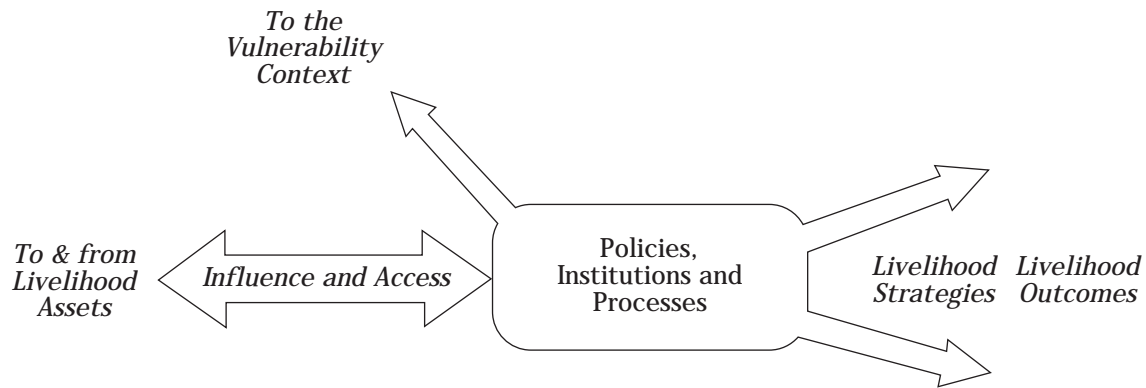 To the
Vulnerability
Context
To & from
Livelihood
Assets
Influence and Access
Policies,
Institutions and
Processes
Livelihood
Strategies
Livelihood
Outcomes